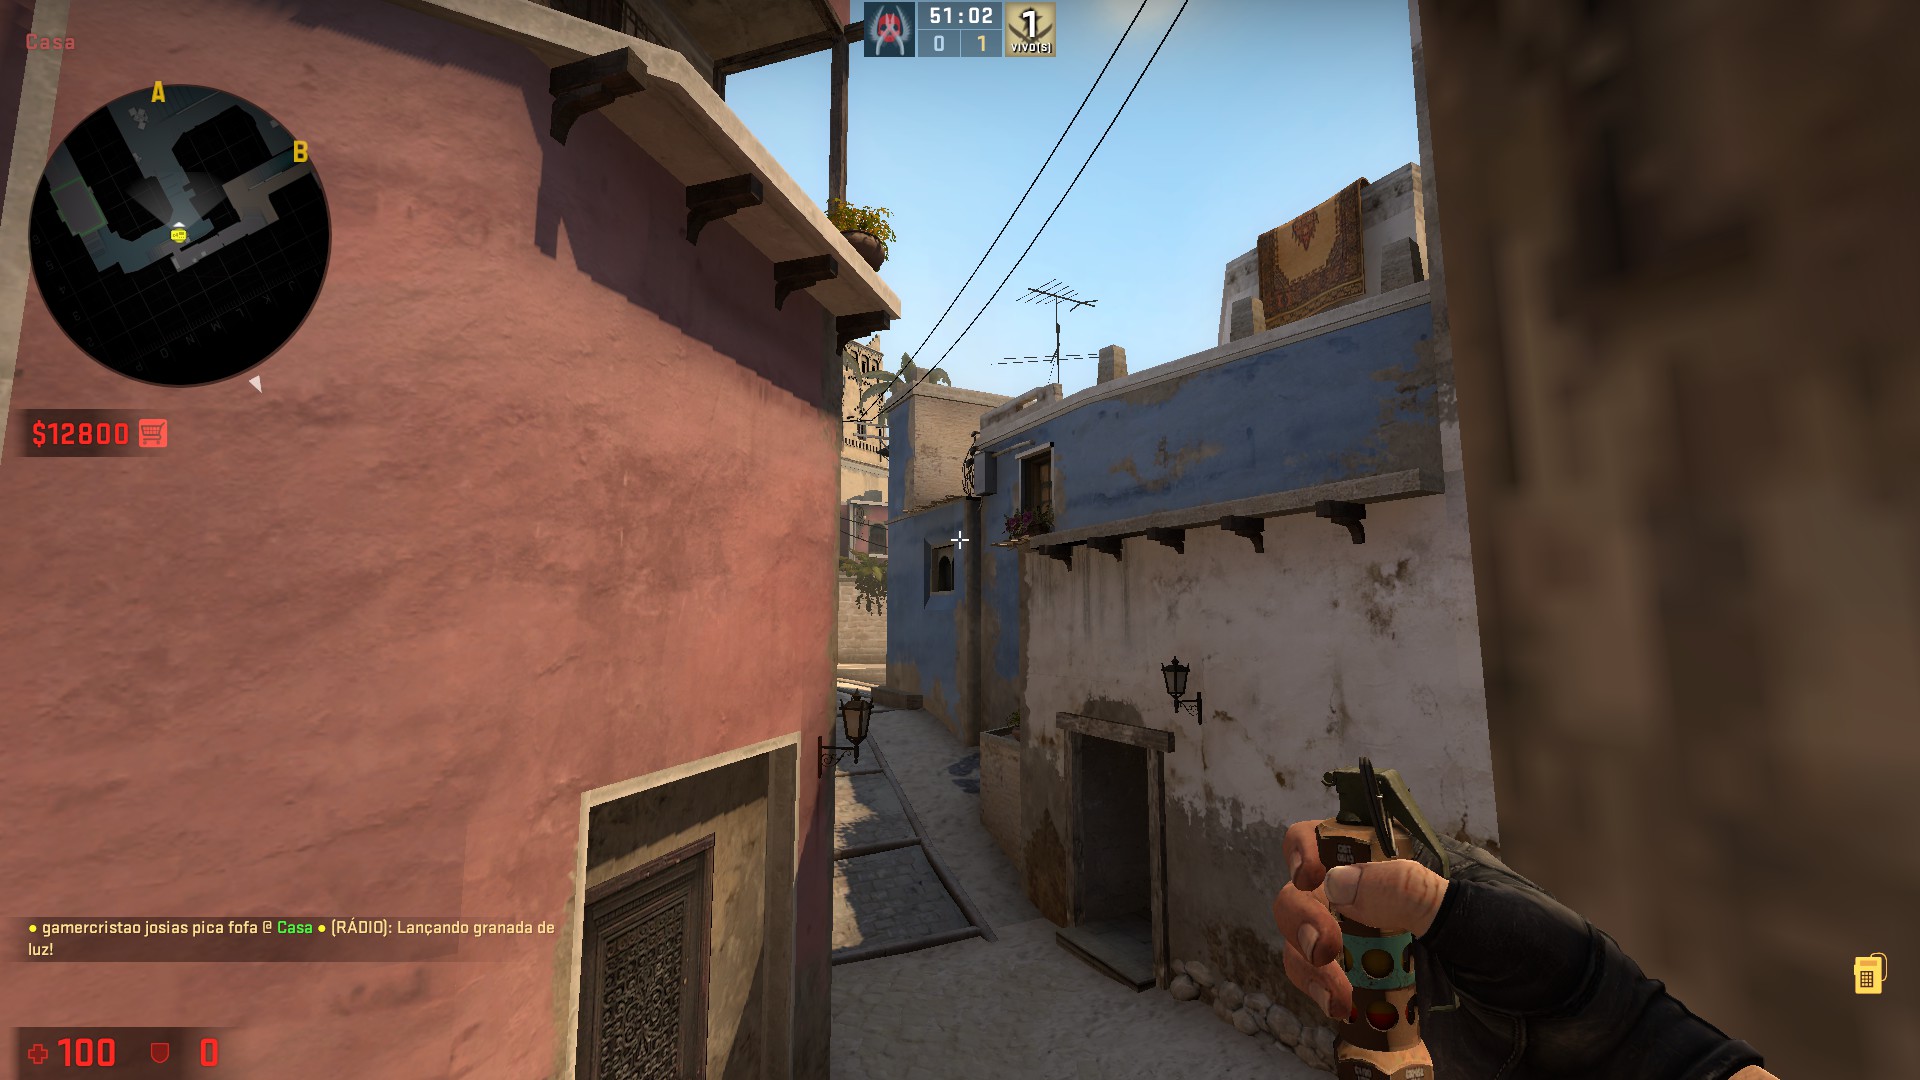 Casa
51:02
0 1
1
VIVO(S)
A
B
$12800
● gamercristao josias pica fofa @ Casa ● (RÁDIO): Lançando granada de
luz!
100 0